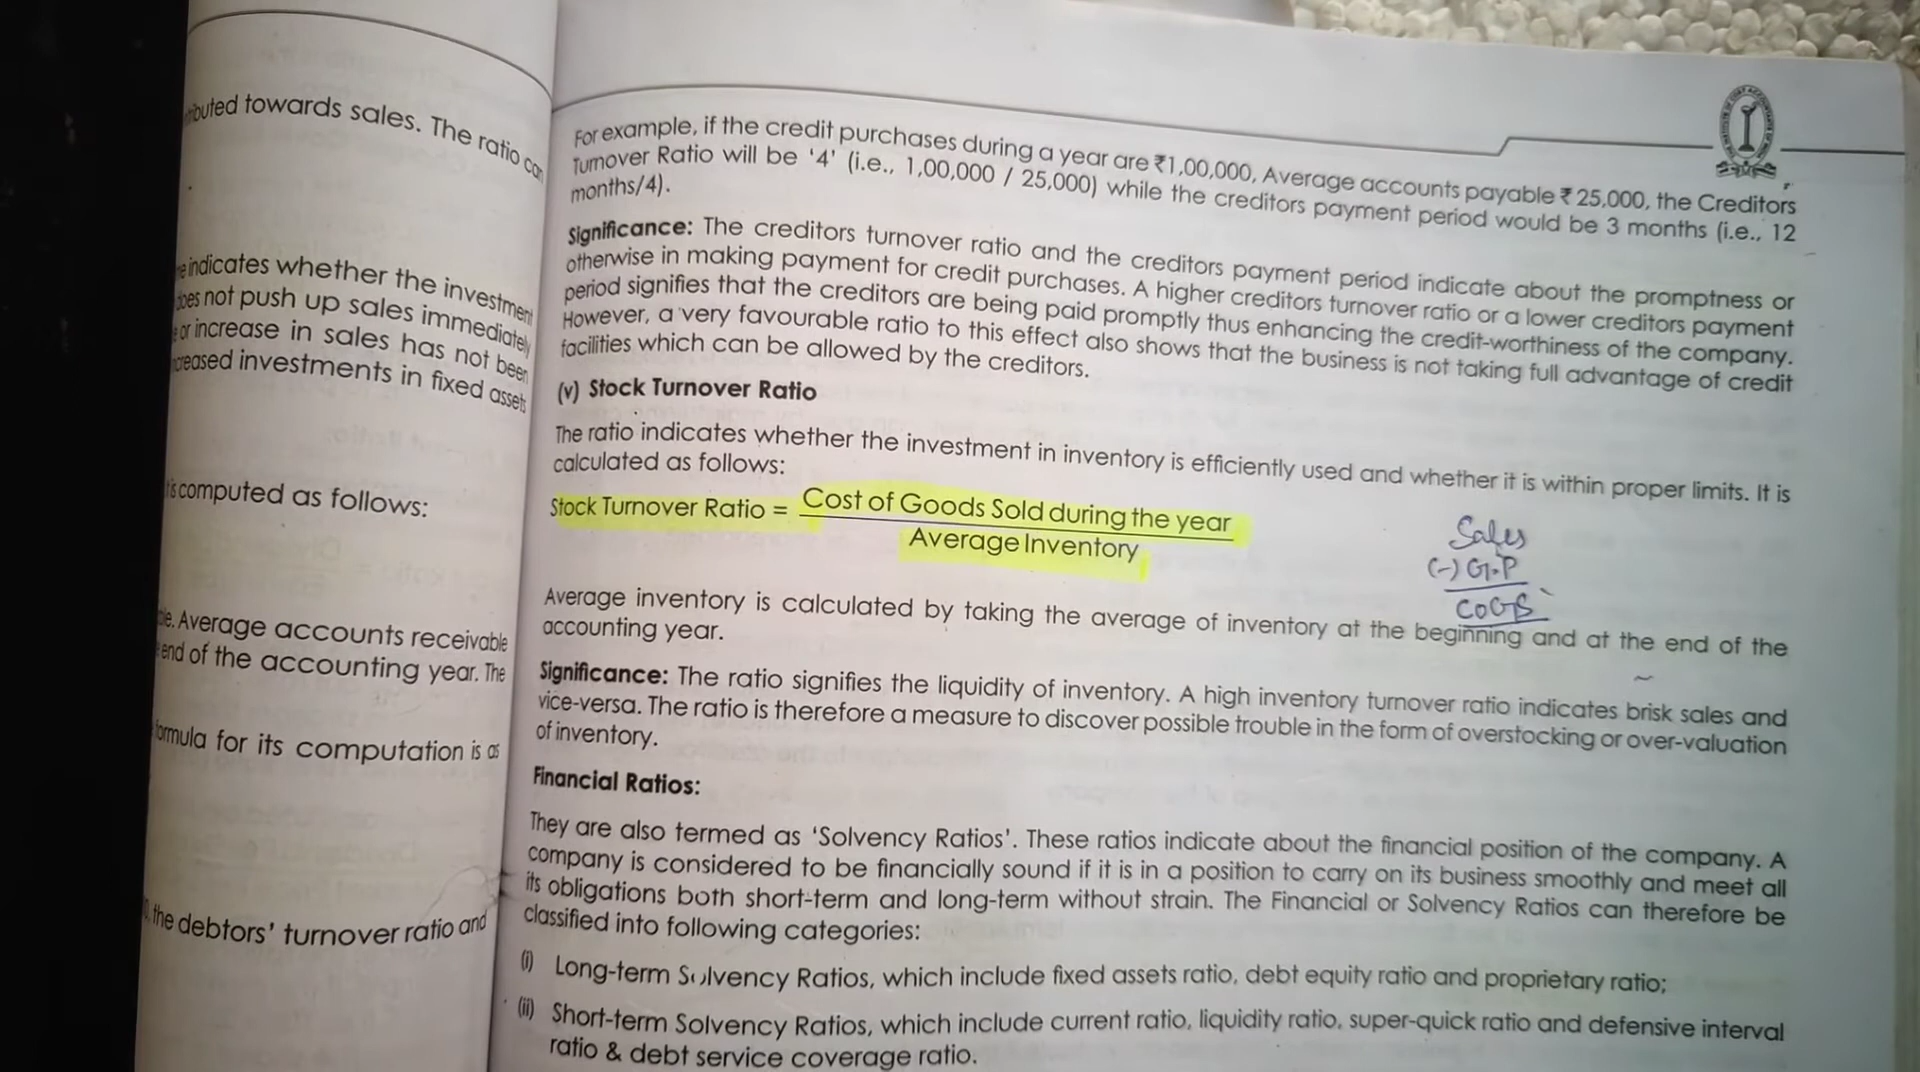 towards sales. The ratio can
indicates whether the investment
does not push up sales immediately
or increase in sales has not been
increased investments in fixed assets
is computed as follows:
Average accounts receivable
end of the accounting year. The
formula for its computation is as
the debtors' turnover ratio and
For example, if the credit purchases during a year are ₹1,00,000, Average accounts payable ₹ 25,000, the Creditors
Turnover Ratio will be '4' (i.e., 1,00,000 / 25,000) while the creditors payment period would be 3 months (i.e., 12
months/4).
Significance: The creditors turnover ratio and the creditors payment period indicate about the promptness or
otherwise in making payment for credit purchases. A higher creditors turnover ratio or a lower creditors payment
period signifies that the creditors are being paid promptly thus enhancing the credit-worthiness of the company.
However, a very favourable ratio to this effect also shows that the business is not taking full advantage of credit
facilities which can be allowed by the creditors.
(v) Stock Turnover Ratio
The ratio indicates whether the investment in inventory is efficiently used and whether it is within proper limits. It is
calculated as follows:
Stock Turnover Ratio = Cost of Goods Sold during the year
Average Inventory
Sales
(-) G.P
COGS
Average inventory is calculated by taking the average of inventory at the beginning and at the end of the
accounting year.
Significance: The ratio signifies the liquidity of inventory. A high inventory turnover ratio indicates brisk sales and
vice-versa. The ratio is therefore a measure to discover possible trouble in the form of overstocking or over-valuation
of inventory.
Financial Ratios:
They are also termed as 'Solvency Ratios'. These ratios indicate about the financial position of the company. A
company is considered to be financially sound if it is in a position to carry on its business smoothly and meet all
its obligations both short-term and long-term without strain. The Financial or Solvency Ratios can therefore be
classified into following categories:
(i) Long-term Solvency Ratios, which include fixed assets ratio, debt equity ratio and proprietary ratio;
(ii) Short-term Solvency Ratios, which include current ratio, liquidity ratio, super-quick ratio and defensive interval
ratio & debt service coverage ratio.